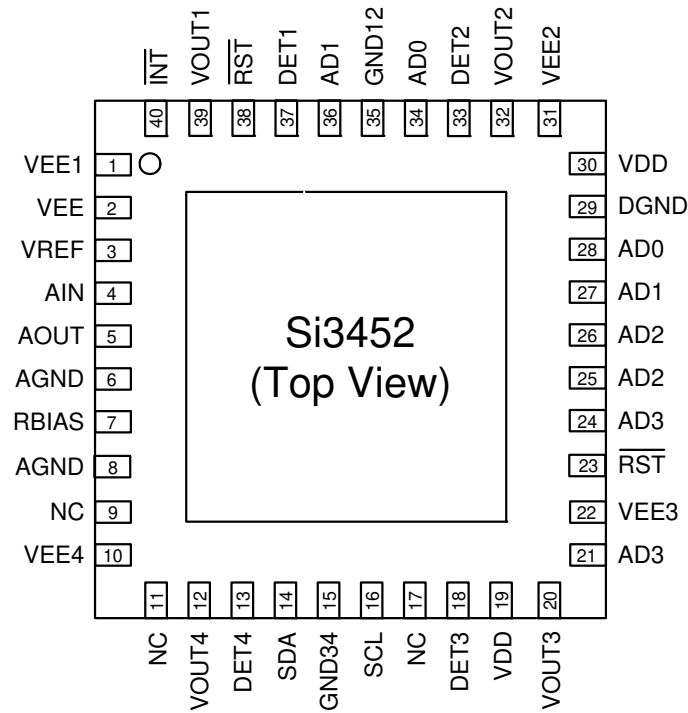 INT
VOUT1
RST
DET1
AD1
GND12
AD0
DET2
VOUT2
VEE2
40
39
38
37
36
35
34
33
32
31
VEE1 1
VEE 2
VREF 3
AIN 4
AOUT 5
AGND 6
RBIAS 7
AGND 8
NC 9
VEE4 10
Si3452
(Top View)
30 VDD
29 DGND
28 AD0
27 AD1
26 AD2
25 AD2
24 AD3
23 RST
22 VEE3
21 AD3
11
12
13
14
15
16
17
18
19
20
NC
VOUT4
DET4
SDA
GND34
SCL
NC
DET3
VDD
VOUT3